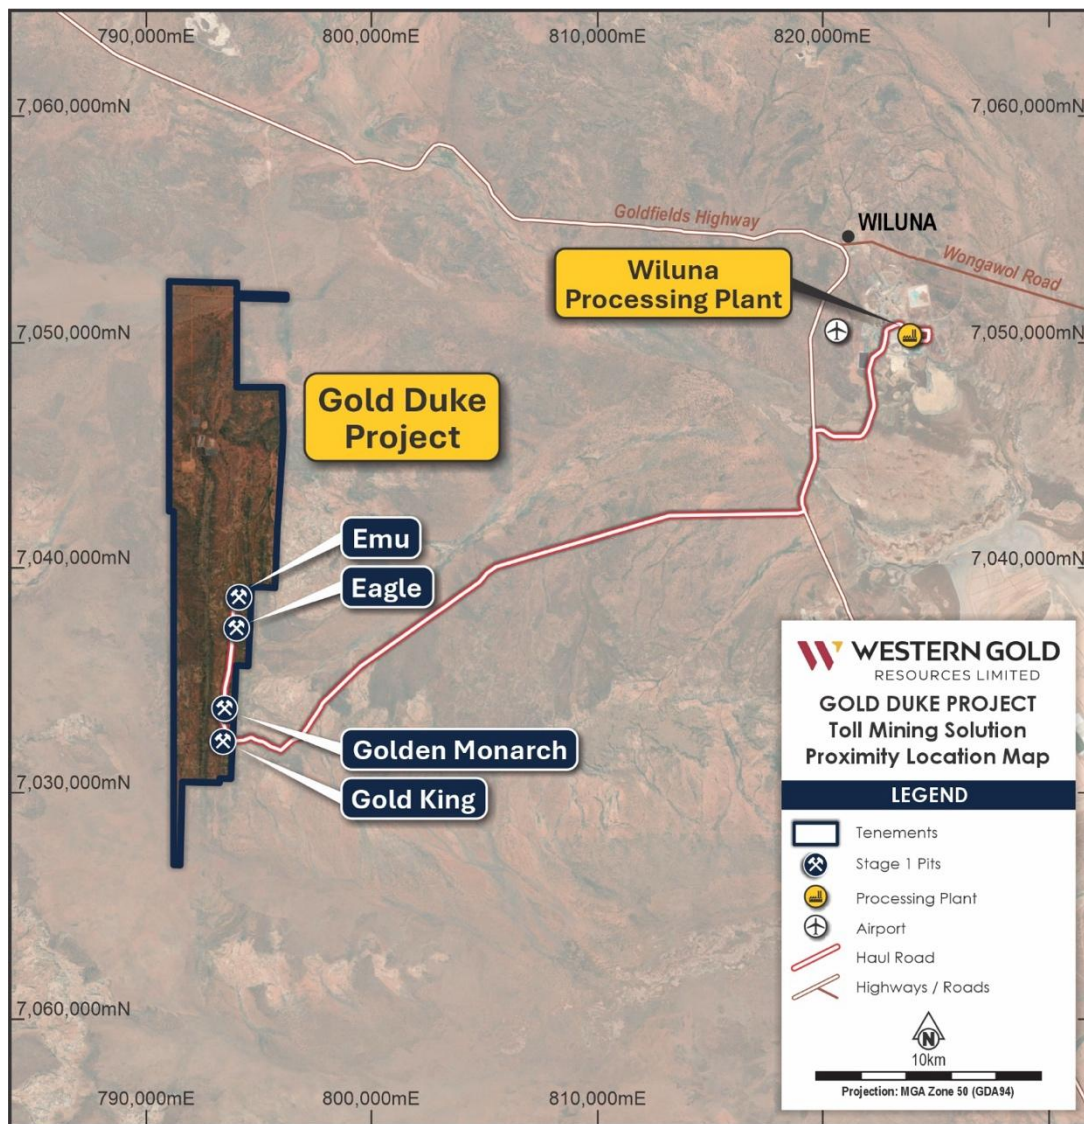 790,000mE
800,000mE
810,000mE
820,000mE
7,060,000mN
7,060,000mN
Goldfields Highway
WILUNA
Wongawol Road
Wiluna
Processing Plant
7,050,000mN
7,050,000mN
Gold Duke
Project
Emu
Eagle
7,040,000mN
7,040,000mN
Golden Monarch
Gold King
7,030,000mN
7,060,000mN
790,000mE
800,000mE
810,000mE
820,000mE
WESTERN GOLD
RESOURCES LIMITED
GOLD DUKE PROJECT
Toll Mining Solution
Proximity Location Map
LEGEND
Tenements
Stage 1 Pits
Processing Plant
Airport
Haul Road
Highways / Roads
N
10km
Projection: MGA Zone 50 (GDA94)